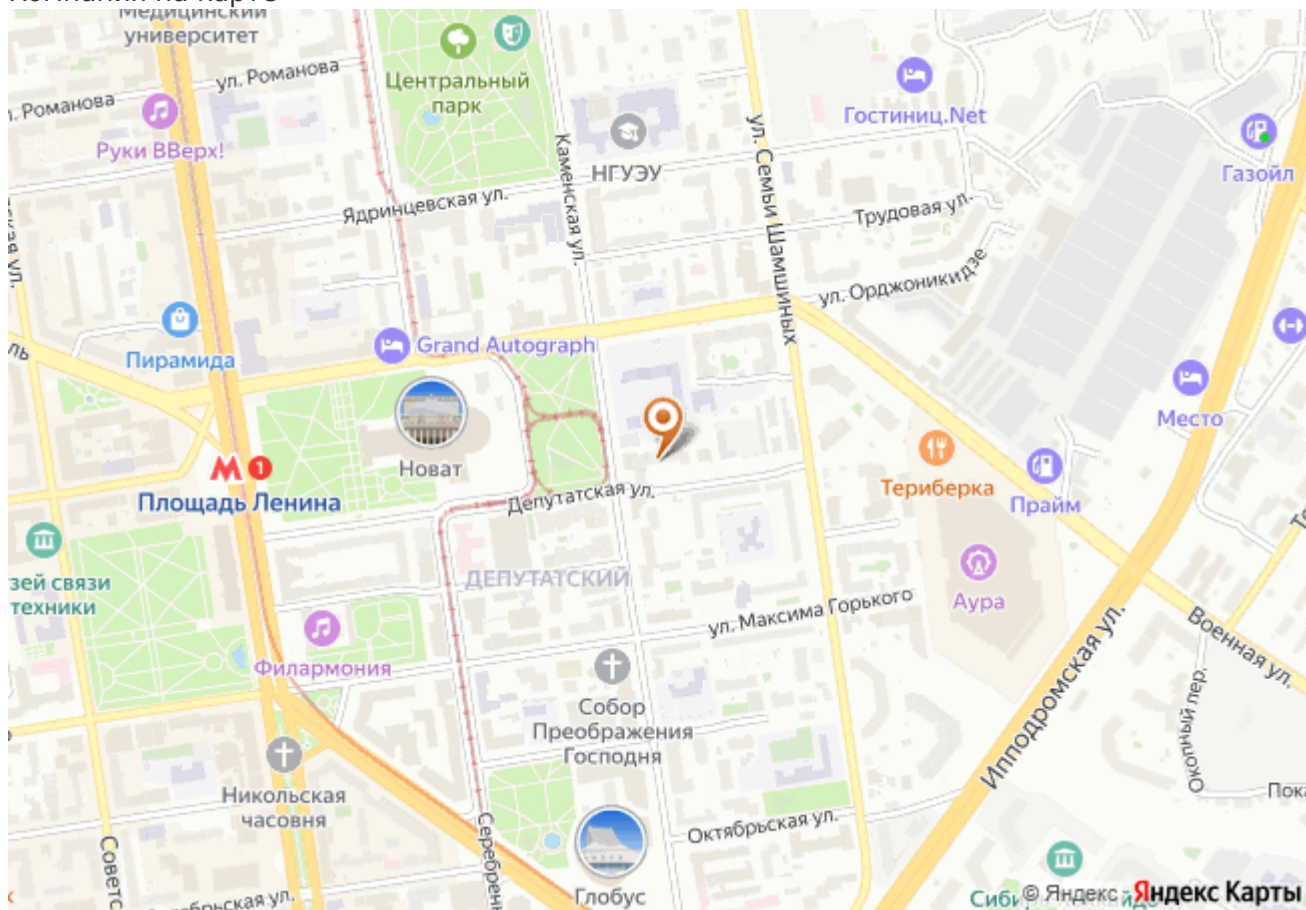 Медицинский
университет
ул. Романова
Романова
Центральный
парк
Руки ВВерх!
Гостиниц.Net
Газойл
НГУЭУ
Каменская ул.
ул. Семьи Шамшиных
Ядринцевская ул.
Трудовая ул.
ул. Орджоникидзе
Пирамида
Grand Autograph
Место
Новат
1
Площадь Ленина
Депутатская ул.
Териберка
Прайм
ДЕПУТАТСКИЙ
техники
Аура
ул. Максима Горького
Филармония
Военная ул.
Ипподромская ул.
Окопный пер.
Собор
Преображения
Господня
Никольская
часовня
Октябрьская ул.
Глобус
© Яндекс Яндекс Карты